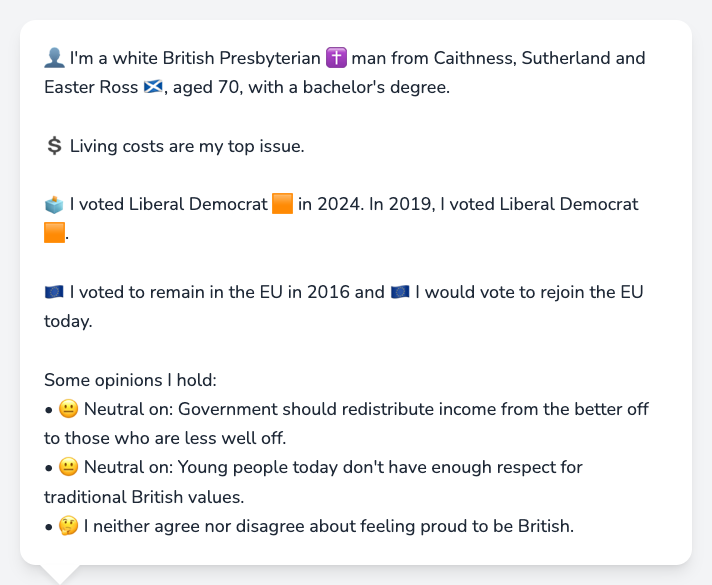 👤 I'm a white British Presbyterian ✝️ man from Caithness, Sutherland and
Easter Ross 🏴󠁧󠁢󠁳󠁣󠁴󠁿, aged 70, with a bachelor's degree.
💲 Living costs are my top issue.
🗳️ I voted Liberal Democrat 🟧 in 2024. In 2019, I voted Liberal Democrat
🟧.
🇪🇺 I voted to remain in the EU in 2016 and 🇪🇺 I would vote to rejoin the EU
today.
Some opinions I hold:
• 😐 Neutral on: Government should redistribute income from the better off
to those who are less well off.
• 😐 Neutral on: Young people today don't have enough respect for
traditional British values.
• 🤔 I neither agree nor disagree about feeling proud to be British.